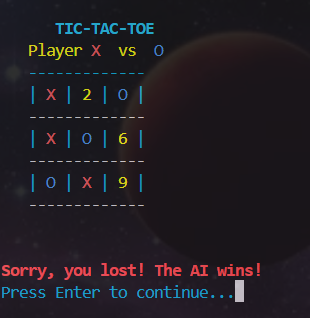 TIC-TAC-TOE
Player X vs O
-------------
| X | 2 | O |
-------------
| X | O | 6 |
-------------
| O | X | 9 |
-------------
Sorry, you lost! The AI wins!
Press Enter to continue...